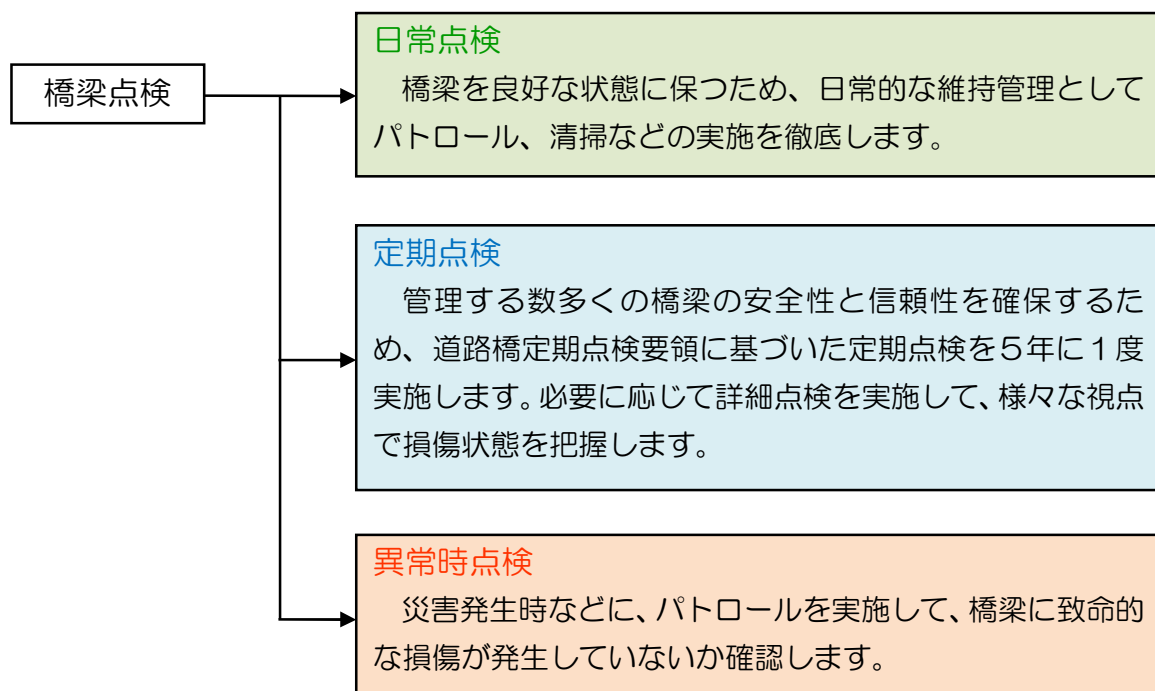 橋梁点検
日常点検
　橋梁を良好な状態に保つため、日常的な維持管理として
パトロール、清掃などの実施を徹底します。
定期点検
　管理する数多くの橋梁の安全性と信頼性を確保するた
め、道路橋定期点検要領に基づいた定期点検を５年に１度
実施します。必要に応じて詳細点検を実施して、様々な視点
で損傷状態を把握します。
異常時点検
　災害発生時などに、パトロールを実施して、橋梁に致命的
な損傷が発生していないか確認します。